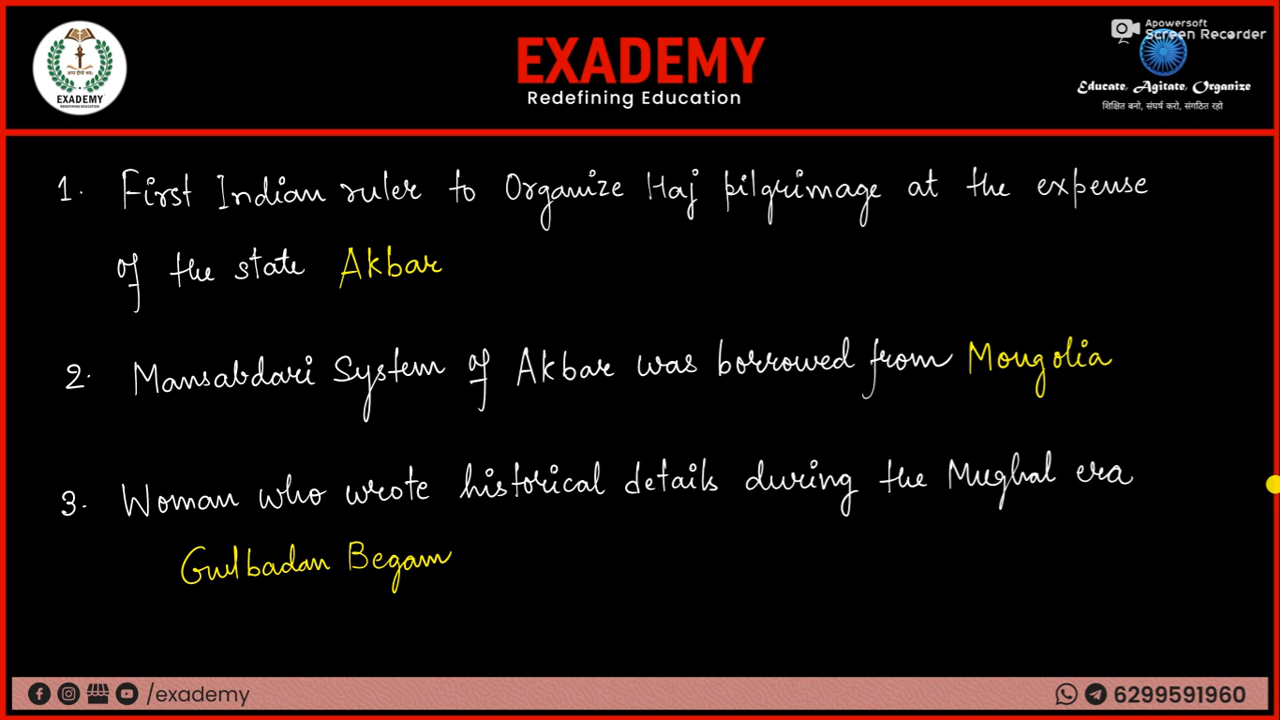 EXADEMY
Redefining Education
EXADEMY
REDEFINING EDUCATION
Apowersoft
Screen Recorder
Educate, Agitate, Organize
शिक्षित बनो, संघर्ष करो, संगठित रहो
1. First Indian ruler to Organize Haj pilgrimage at the expense
of the state Akbar
2. Mansabdari System of Akbar was borrowed from Mongolia
3. Woman who wrote historical details during the Mughal era
Gulbadan Begam
/exademy
6299591960